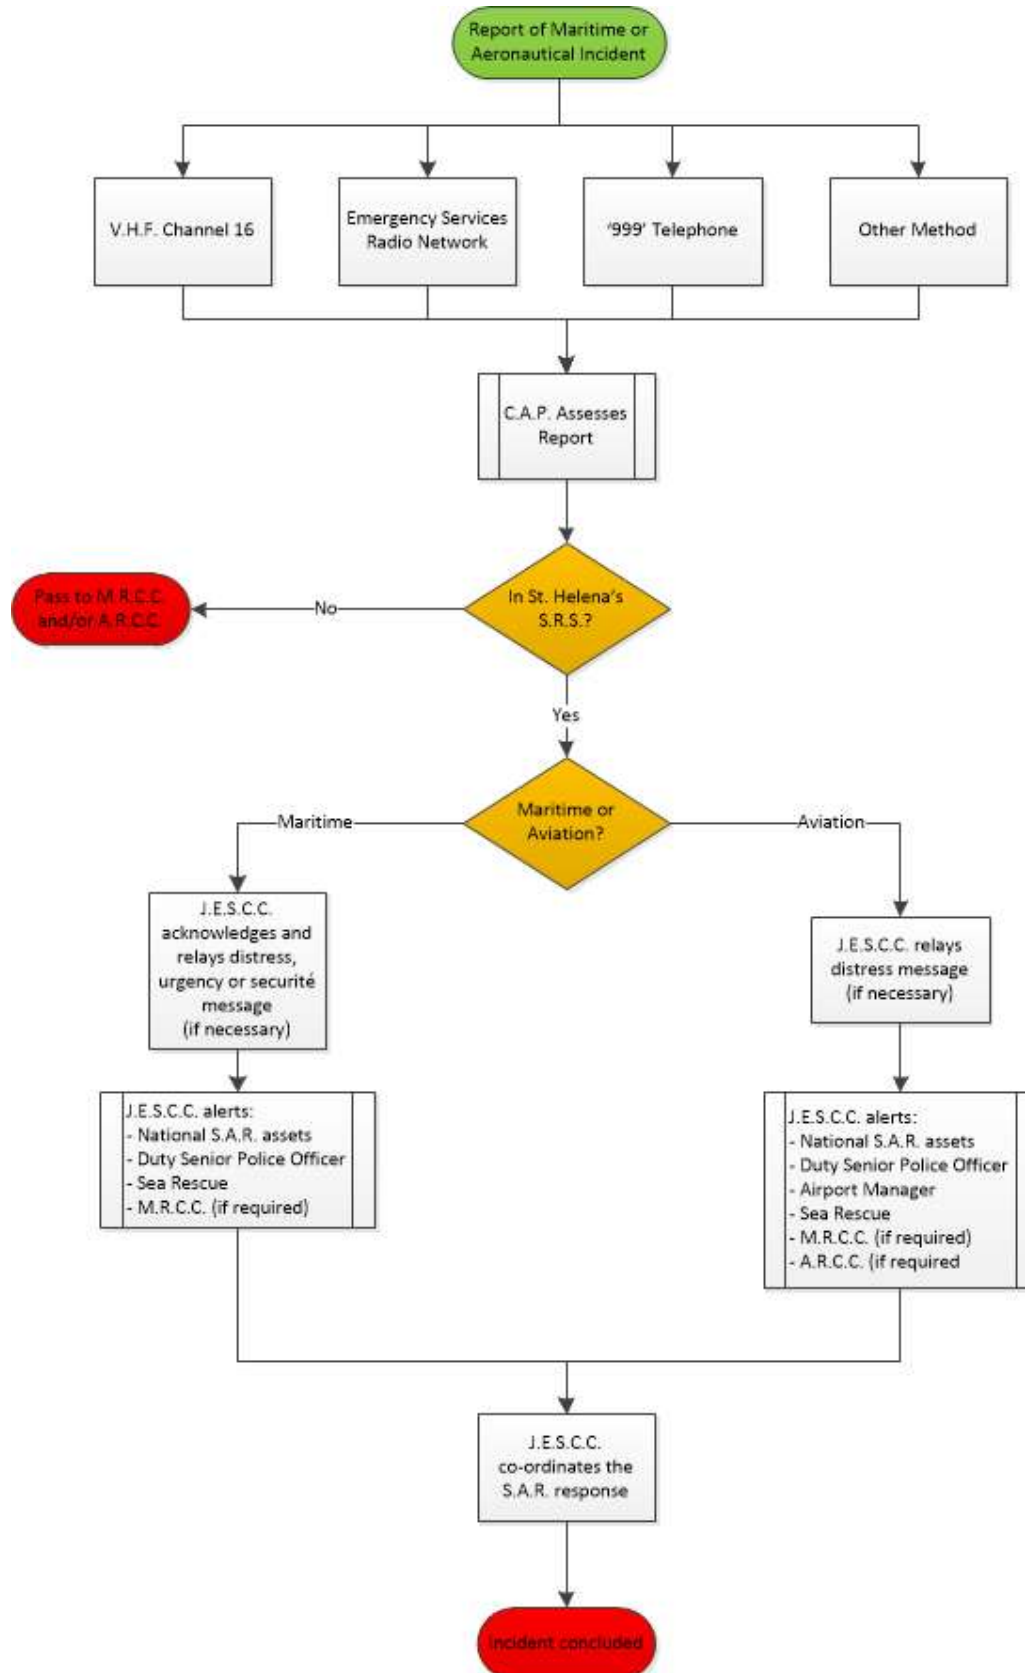 Report of Maritime or
Aeronautical Incident
V.H.F. Channel 16
Emergency Services
Radio Network
'999' Telephone
Other Method
C.A.P. Assesses
Report
In St. Helena's
S.R.S.?
No
Pass to M.R.C.C.
and/or A.R.C.C.
Yes
Maritime or
Aviation?
Maritime
Aviation
J.E.S.C.C.
acknowledges and
relays distress,
urgency or securité
message
(if necessary)
J.E.S.C.C. relays
distress message
(if necessary)
J.E.S.C.C. alerts:
- National S.A.R. assets
- Duty Senior Police Officer
- Sea Rescue
- M.R.C.C. (if required)
J.E.S.C.C. alerts:
- National S.A.R. assets
- Duty Senior Police Officer
- Airport Manager
- Sea Rescue
- M.R.C.C. (if required)
- A.R.C.C. (if required
J.E.S.C.C.
co-ordinates the
S.A.R. response
Incident concluded